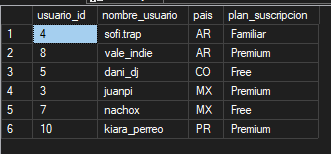 usuario_id nombre_usuario pais plan_suscripcion
1 4 sofi.trap AR Familiar
2 8 vale_indie AR Premium
3 5 dani_dj CO Free
4 3 juanpi MX Premium
5 7 nachox MX Free
6 10 kiara_perreo PR Premium